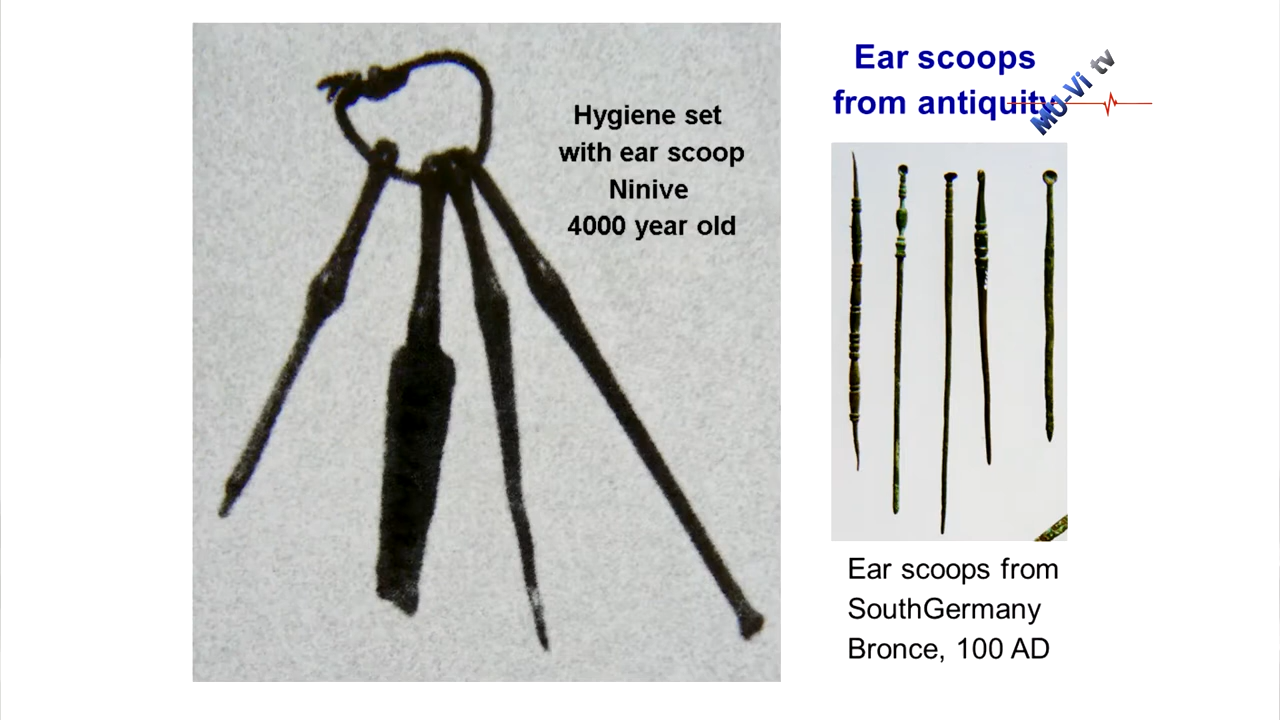 Hygiene set
with ear scoop
Ninive
4000 year old
Ear scoops
from antiquity
MU-Vi tv
Ear scoops from
SouthGermany
Bronce, 100 AD